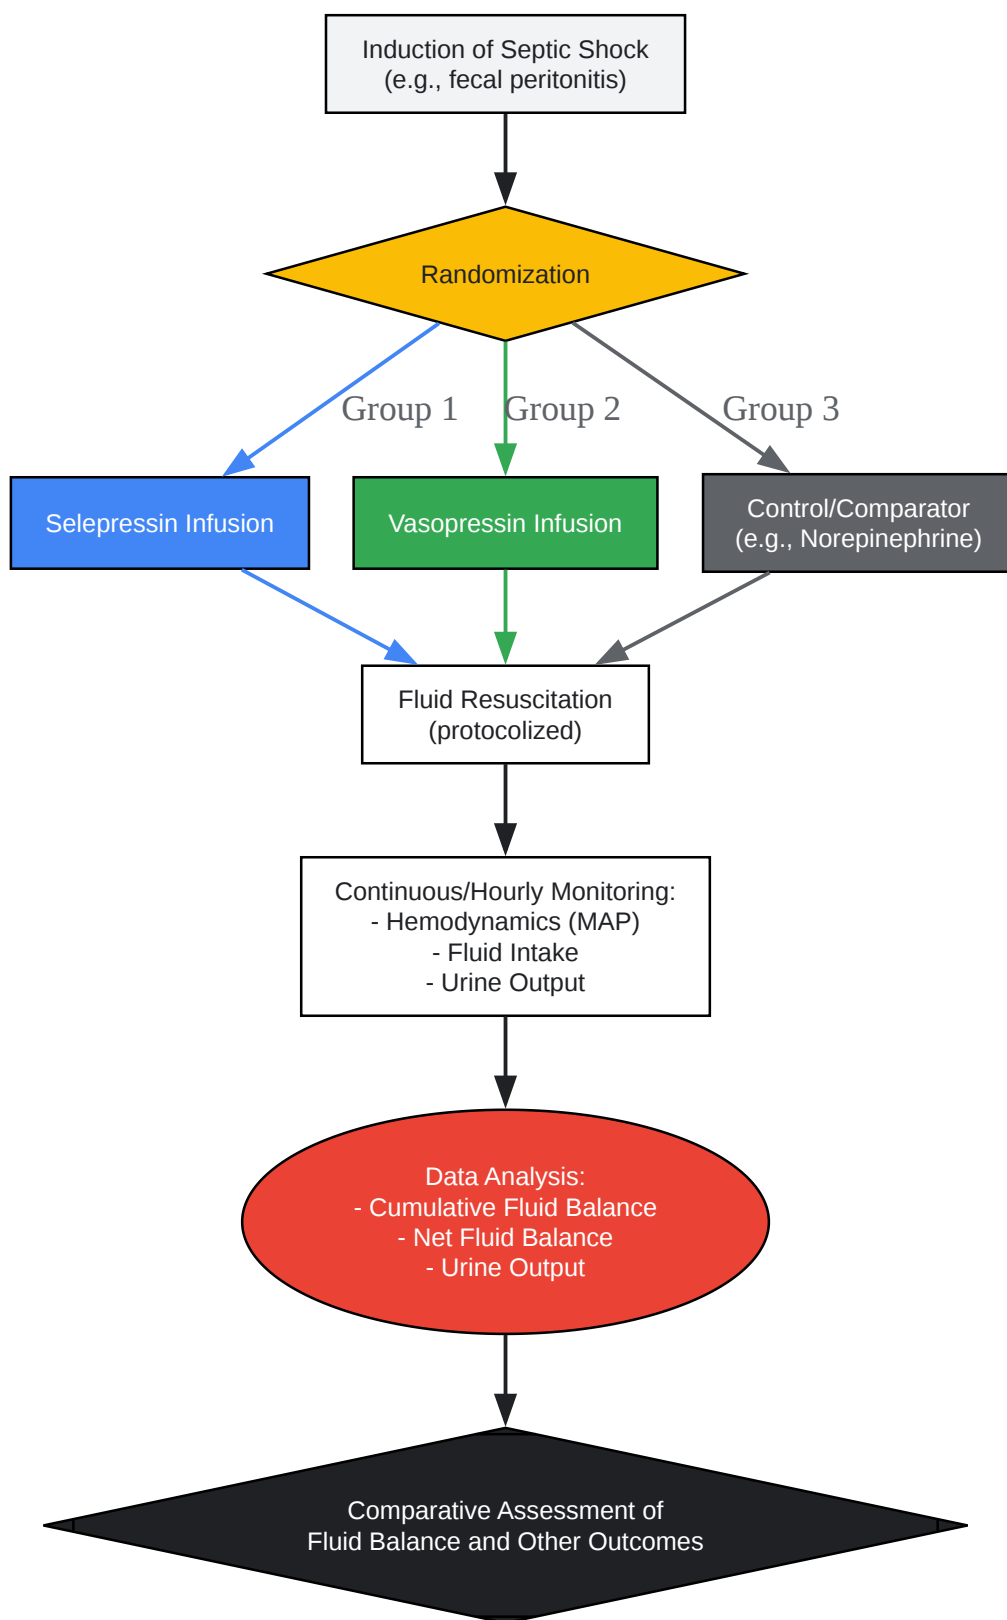 Induction of Septic Shock
(e.g., fecal peritonitis)
Randomization
Group 1
Group 2
Group 3
Selepressin Infusion
Vasopressin Infusion
Control/Comparator
(e.g., Norepinephrine)
Fluid Resuscitation
(protocolized)
Continuous/Hourly Monitoring:
- Hemodynamics (MAP)
- Fluid Intake
- Urine Output
Data Analysis:
- Cumulative Fluid Balance
- Net Fluid Balance
- Urine Output
Comparative Assessment of
Fluid Balance and Other Outcomes